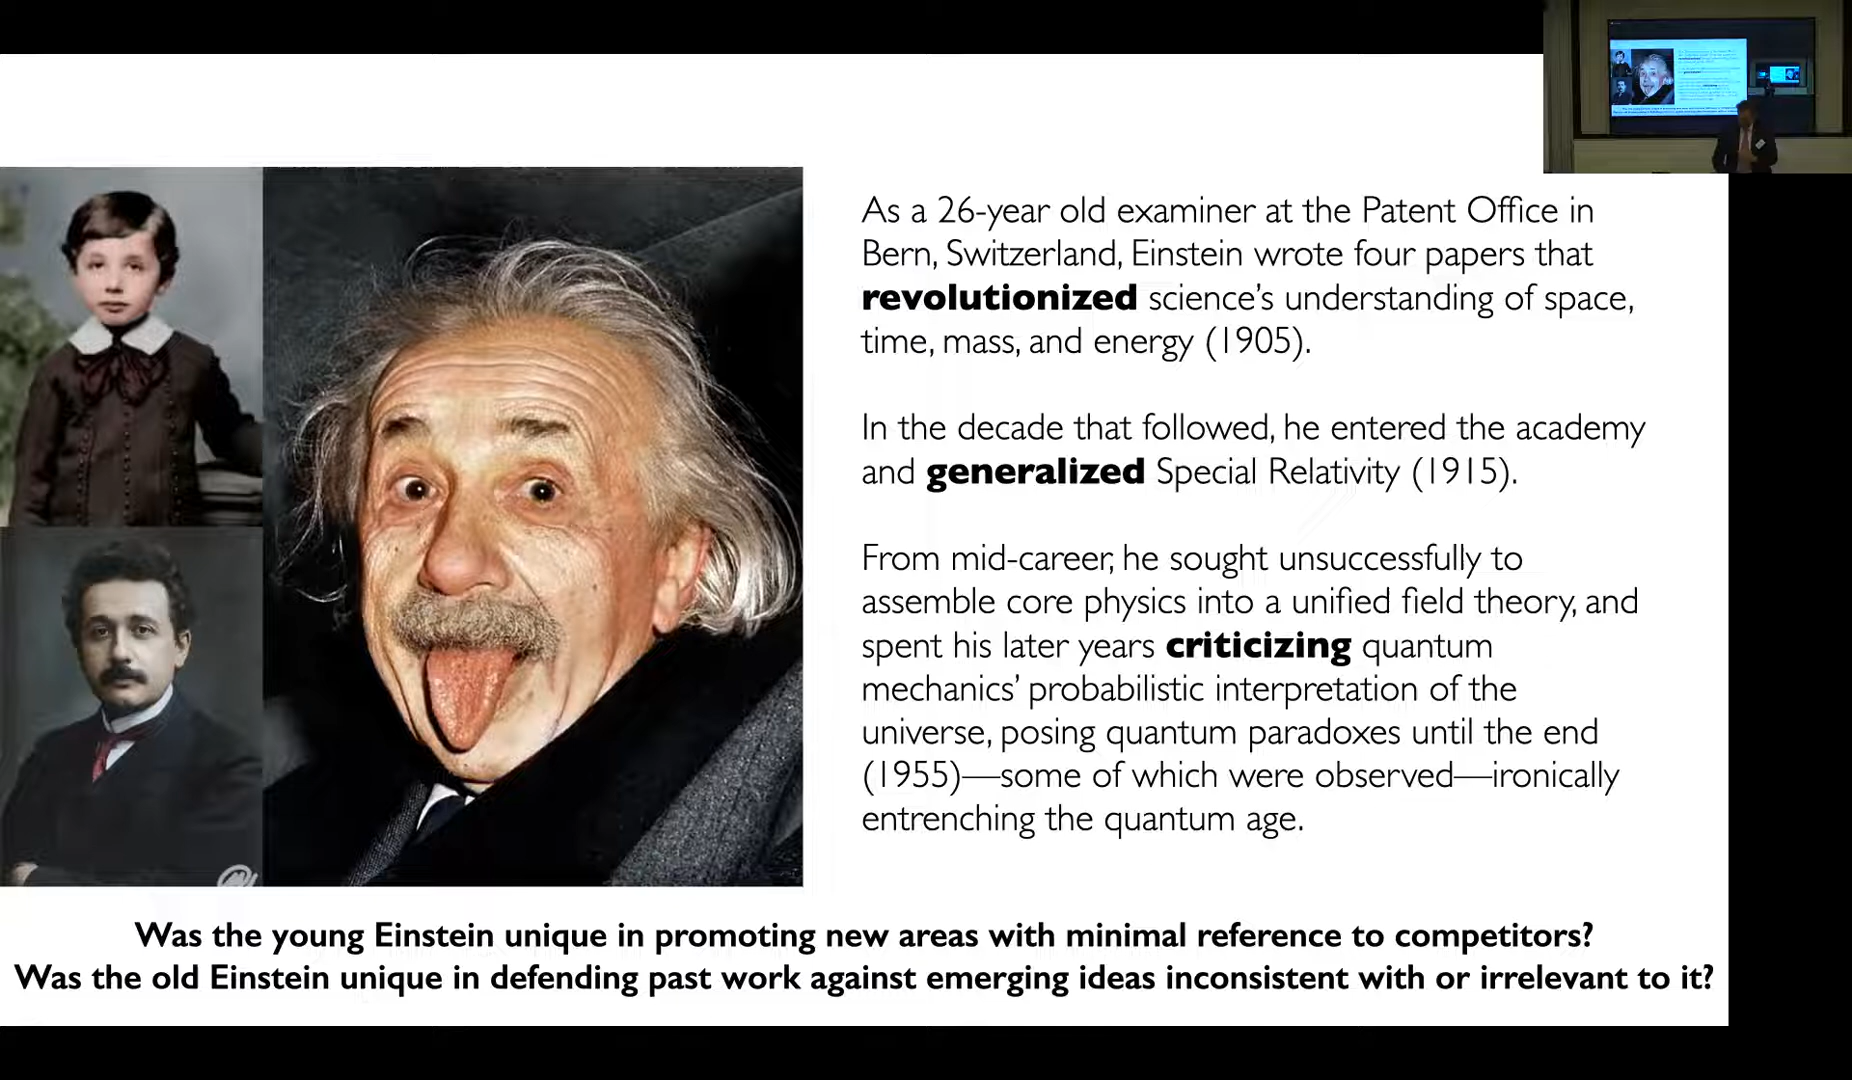 As a 26-year old examiner at the Patent Office in
Bern, Switzerland, Einstein wrote four papers that
revolutionized science's understanding of space,
time, mass, and energy (1905).
In the decade that followed, he entered the academy
and generalized Special Relativity (1915).
From mid-career, he sought unsuccessfully to
assemble core physics into a unified field theory, and
spent his later years criticizing quantum
mechanics' probabilistic interpretation of the
universe, posing quantum paradoxes until the end
(1955)—some of which were observed—ironically
entrenching the quantum age.
Was the young Einstein unique in promoting new areas with minimal reference to competitors?
Was the old Einstein unique in defending past work against emerging ideas inconsistent with or irrelevant to it?